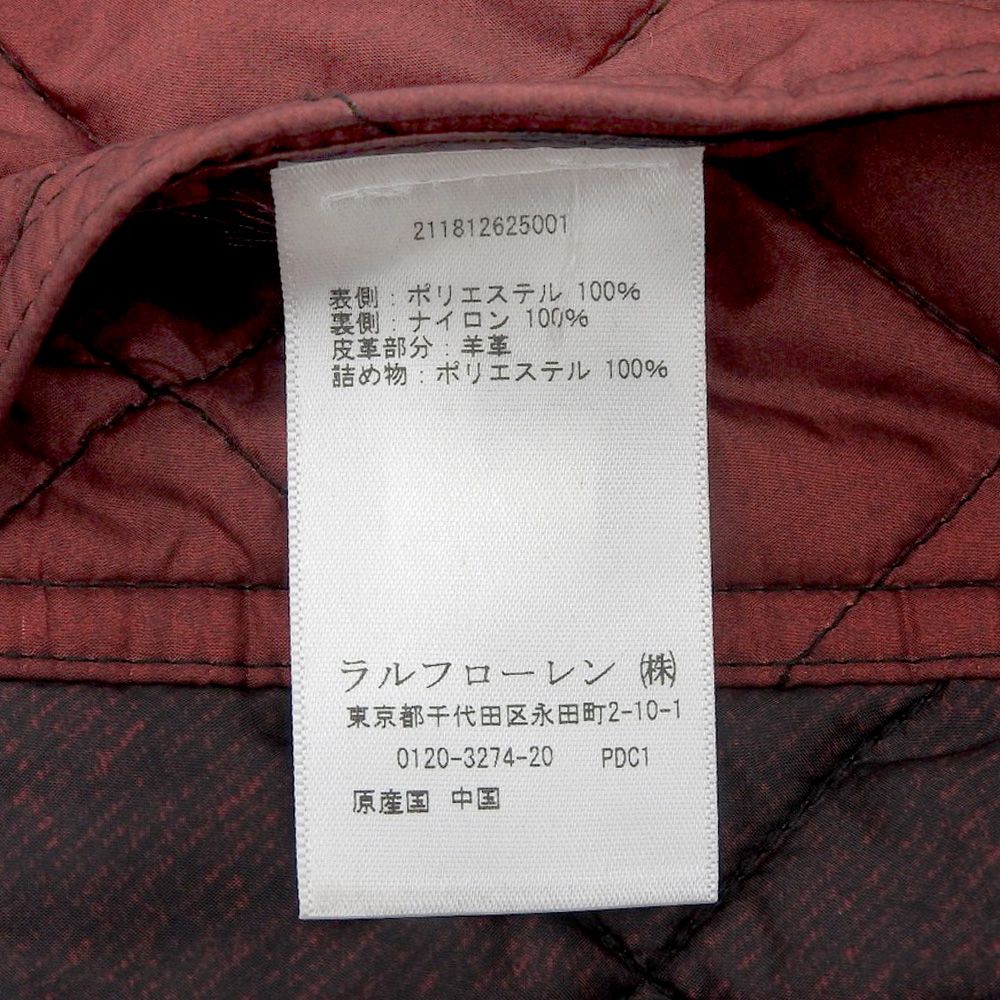 211812625001
表側：ポリエステル 100%
裏側：ナイロン 100%
皮革部分：羊革
詰め物：ポリエステル 100%
ラルフローレン ㈱
東京都千代田区永田町2-10-1
0120-3274-20 PDC1
原産国 中国